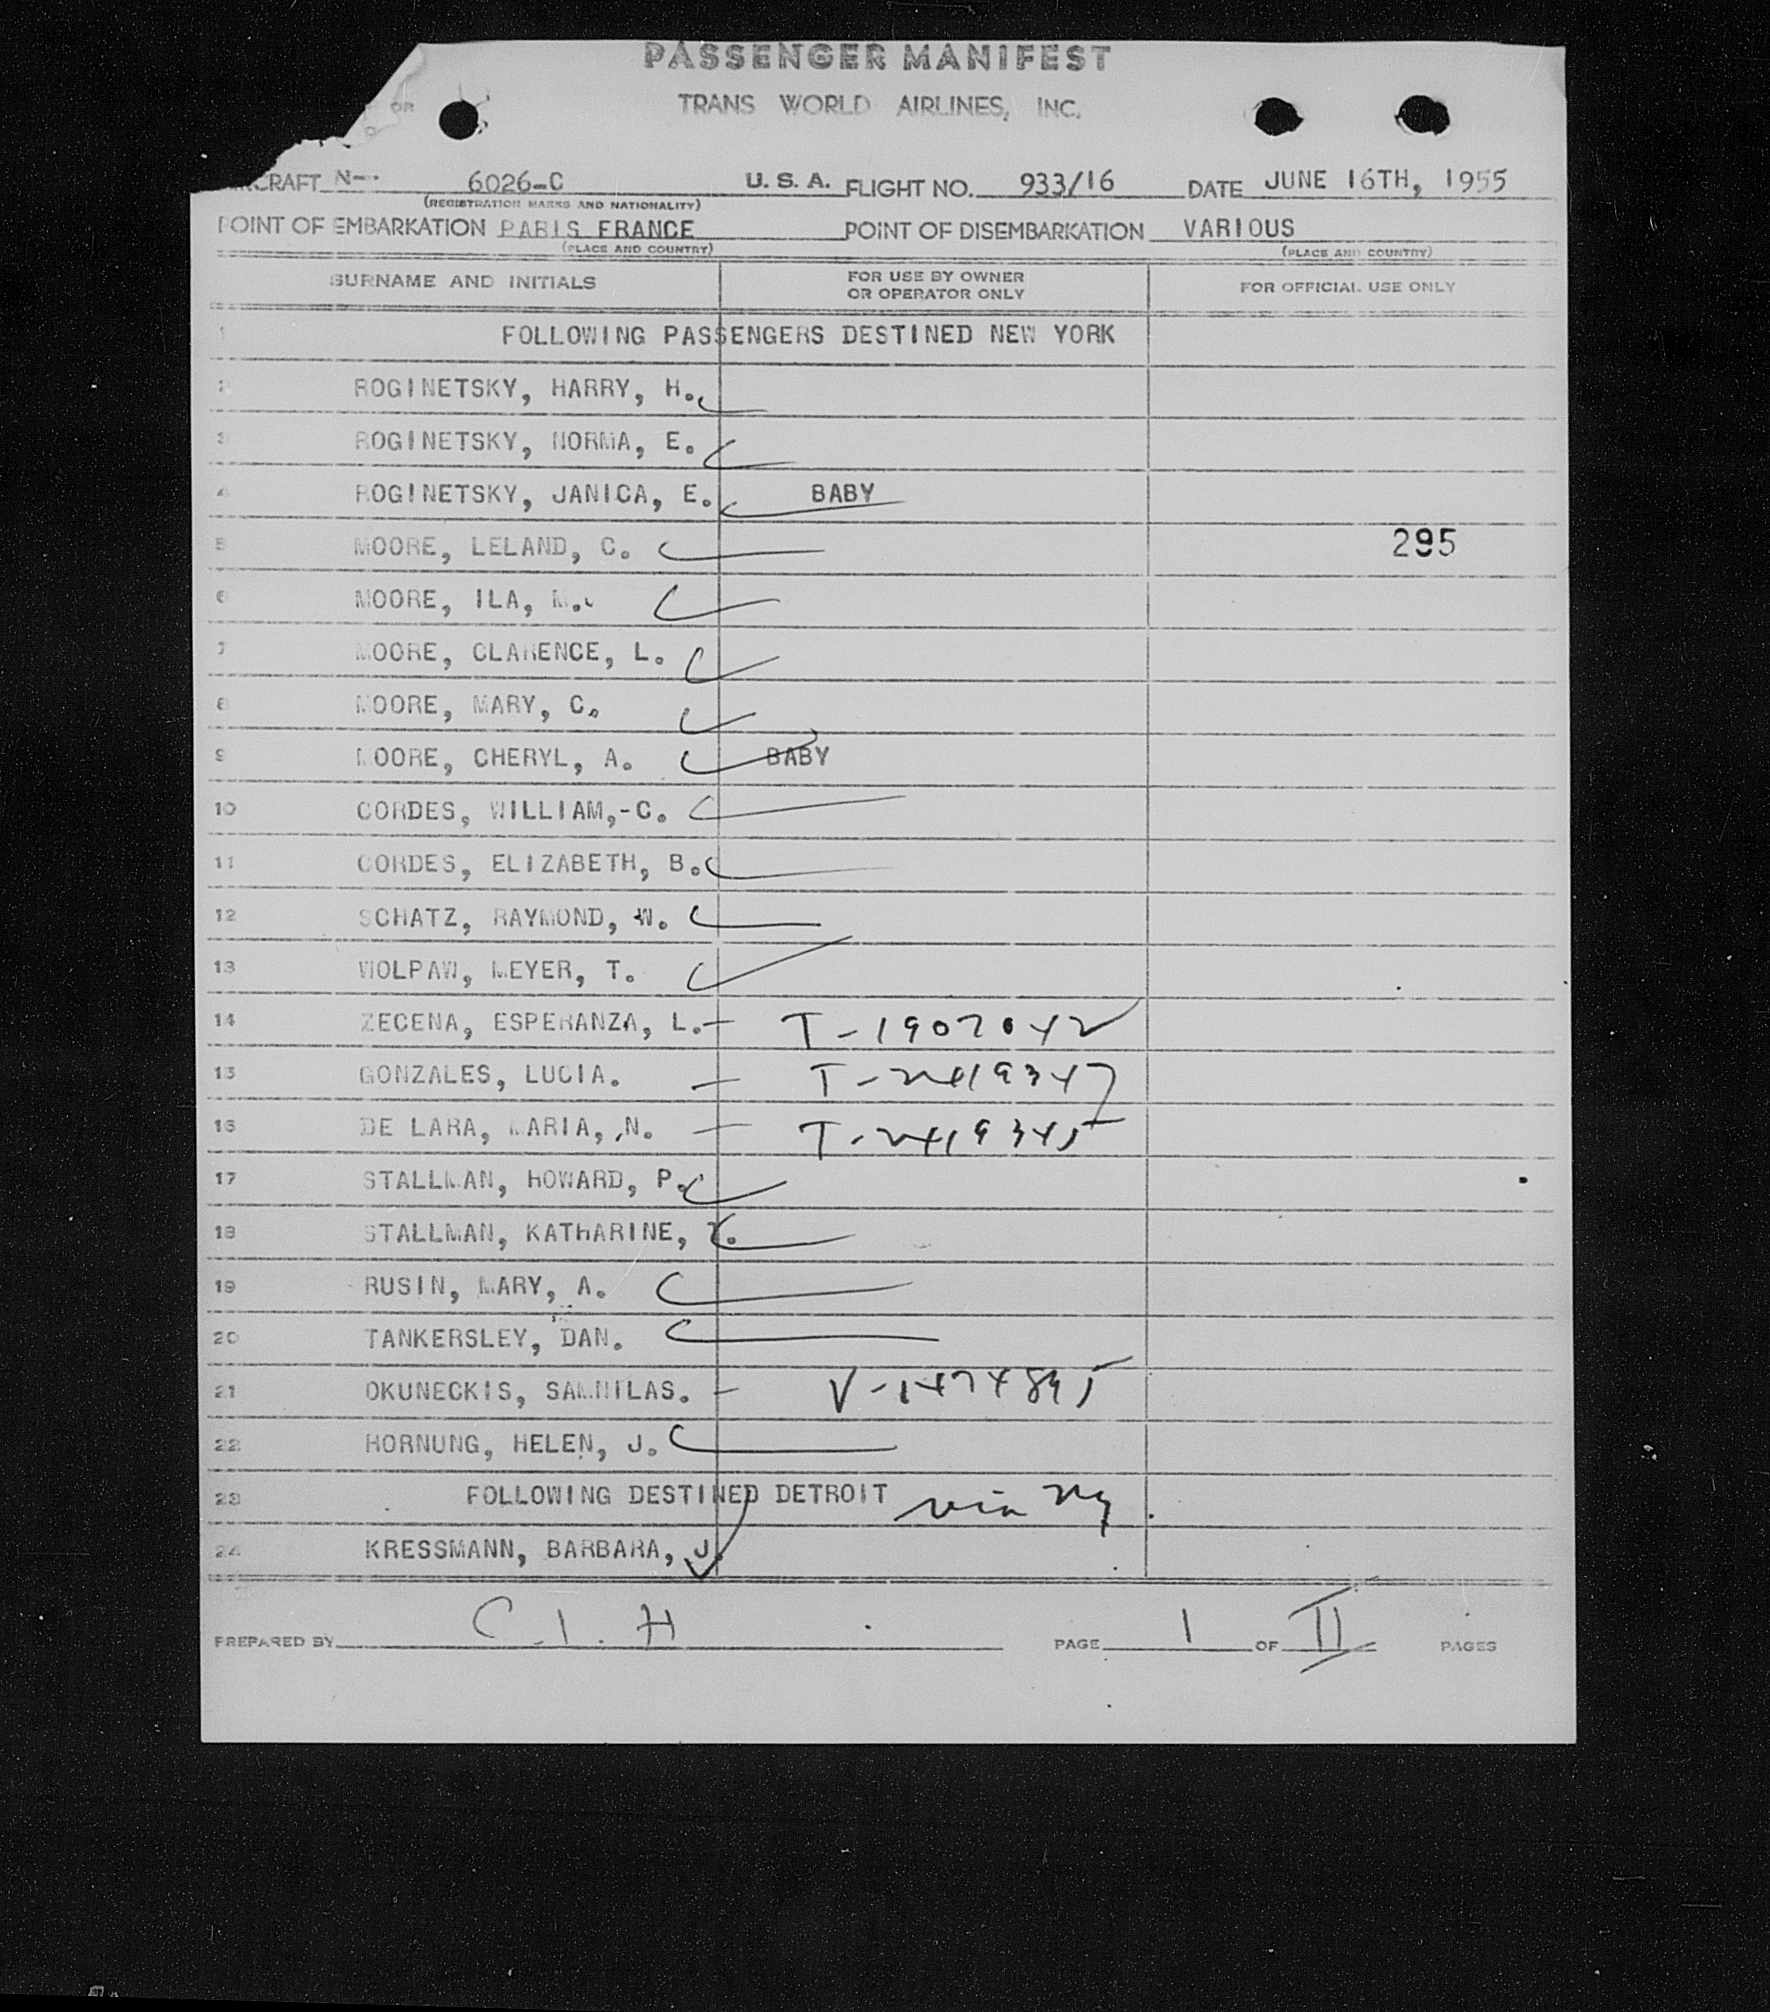 PASSENGER MANIFEST
OR
TRANS WORLD AIRLINES, INC.
CRAFT N-- 6026-C U. S. A. FLIGHT NO. 933/16 DATE JUNE 16TH, 1955
(REGISTRATION MARKS AND NATIONALITY)
POINT OF EMBARKATION PARIS FRANCE POINT OF DISEMBARKATION VARIOUS
(PLACE AND COUNTRY) (PLACE AND COUNTRY)
SURNAME AND INITIALS FOR USE BY OWNER OR OPERATOR ONLY FOR OFFICIAL USE ONLY
1 FOLLOWING PASSENGERS DESTINED NEW YORK
2 ROGINETSKY, HARRY, H.
3 ROGINETSKY, NORMA, E.
4 ROGINETSKY, JANICA, E. BABY
5 MOORE, LELAND, C. 295
6 MOORE, ILA, M.
7 MOORE, CLARENCE, L.
8 MOORE, MARY, C.
9 MOORE, CHERYL, A. BABY
10 CORDES, WILLIAM,-C.
11 CORDES, ELIZABETH, B.
12 SCHATZ, RAYMOND, W.
13 WOLPAW, MEYER, T.
14 ZECENA, ESPERANZA, L. - T-1907042
15 GONZALES, LUCIA. - T-2419347
16 DE LARA, MARIA, N. - T-2419345
17 STALLMAN, HOWARD, P.
18 STALLMAN, KATHARINE,
19 RUSIN, MARY, A.
20 TANKERSLEY, DAN.
21 OKUNECKIS, SAMNILAS. - V-1474895
22 HORNUNG, HELEN, J.
23 FOLLOWING DESTINED DETROIT via NY.
24 KRESSMANN, BARBARA, J.
PREPARED BY C. I. H PAGE 1 OF II PAGES